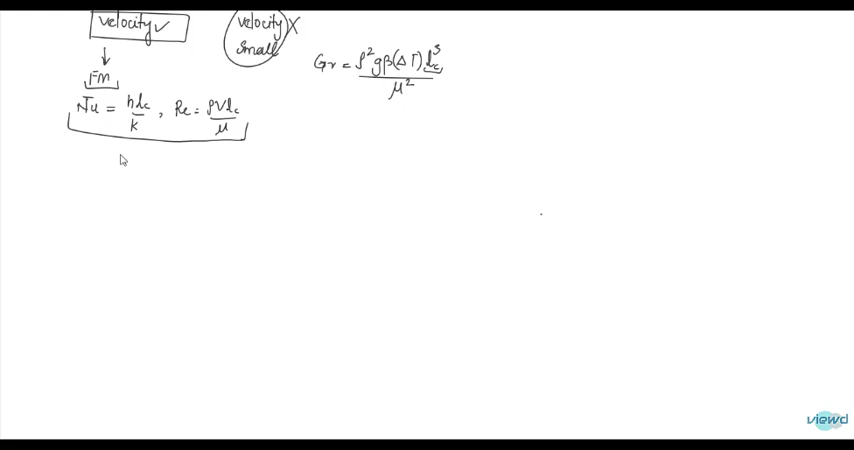 velocity✓
velocity X
small
Gr = ρ²gβ(ΔT)lc³ / μ²
FM
Nu = hlc / k , Re = ρVlc / μ
viewd